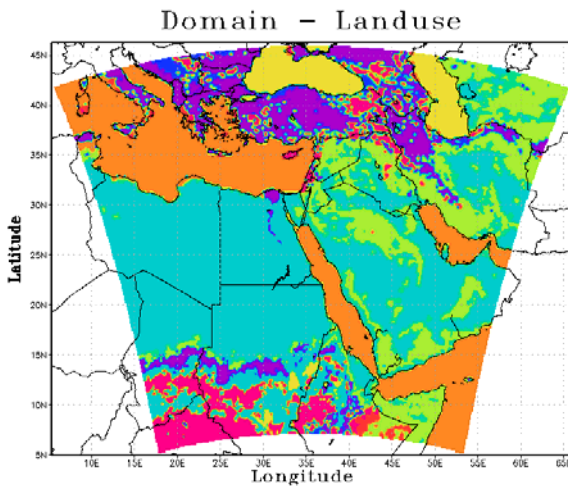 Domain - Landuse
Latitude
45N
40N
35N
30N
25N
20N
15N
10N
5N
10E 15E 20E 25E 30E 35E 40E 45E 50E 55E 60E 65E
Longitude